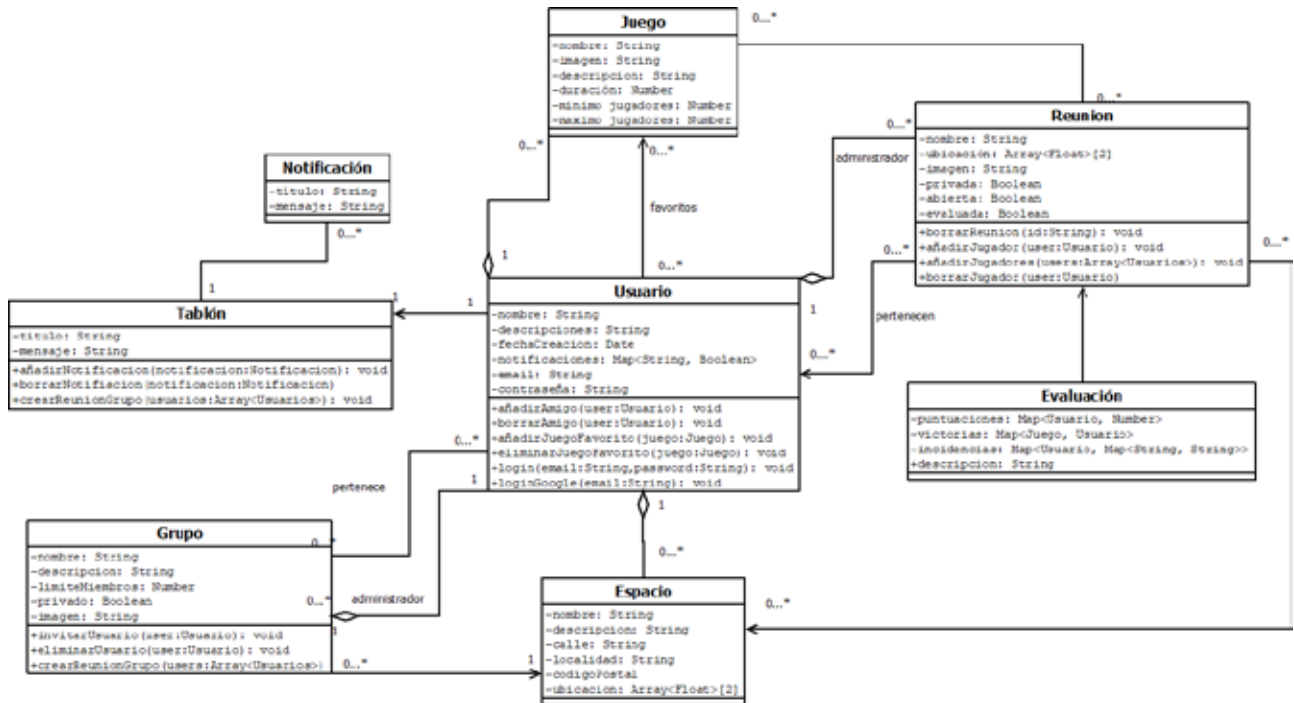 Juego
-nombre: String
-imagen: String
-descripcion: String
-duración: Number
-minimo jugadores: Number
-maximo jugadores: Number
0...*
0...*
0...*
0...*
favoritos
0...*
1
Reunion
-nombre: String
-ubicación: Array<Float>[2]
-imagen: String
-privada: Boolean
-abierta: Boolean
-evaluada: Boolean
+borrarReunion(id:String): void
+añadirJugador(user:Usuario): void
+añadirJugadores(users:Array<Usuarios>): void
+borrarJugador(user:Usuario)
0...*
administrador
1
0...*
pertenecen
0...*
0...*
Notificación
-titulo: String
-mensaje: String
0...*
1
Tablón
-titulo: String
-mensaje: String
+añadirNotificacion(notificacion:Notificacion): void
+borrarNotifiacion(notificacion:Notificacion)
+crearReunionGrupo(usuarios:Array<Usuarios>): void
1
1
Usuario
-nombre: String
-descripciones: String
-fechaCreacion: Date
-notificaciones: Map<String, Boolean>
-email: String
-contraseña: String
+añadirAmigo(user:Usuario): void
+borrarAmigo(user:Usuario): void
+añadirJuegoFavorito(juego:Juego): void
+eliminarJuegoFavorito(juego:Juego): void
+login(email:String,password:String): void
+loginGoogle(email:String): void
Evaluación
-puntuaciones: Map<Usuario, Number>
-victorias: Map<Juego, Usuario>
-incidencias: Map<Usuario, Map<String, String>>
+descripcion: String
0...*
pertenece
1
0...*
0...*
administrador
1
Grupo
-nombre: String
-descripcion: String
-limiteMiembros: Number
-privado: Boolean
-imagen: String
+invitarUsuario(user:Usuario): void
+eliminarUsuario(user:Usuario): void
+crearReunionGrupo(users:Array<Usuarios>)
0...*
1
1
0...*
0...*
Espacio
-nombre: String
-descripcion: String
-calle: String
-localidad: String
-codigoPostal
-ubicacion: Array<Float>[2]